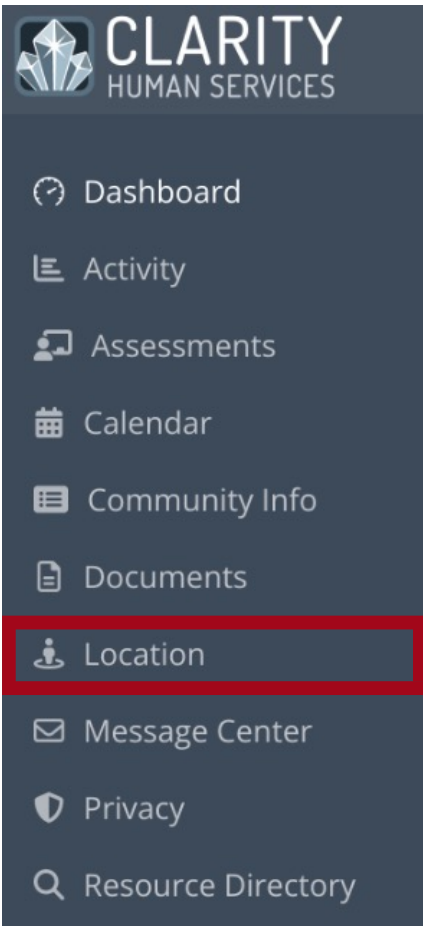 CLARITY
HUMAN SERVICES
Dashboard
Activity
Assessments
Calendar
Community Info
Documents
Location
Message Center
Privacy
Resource Directory